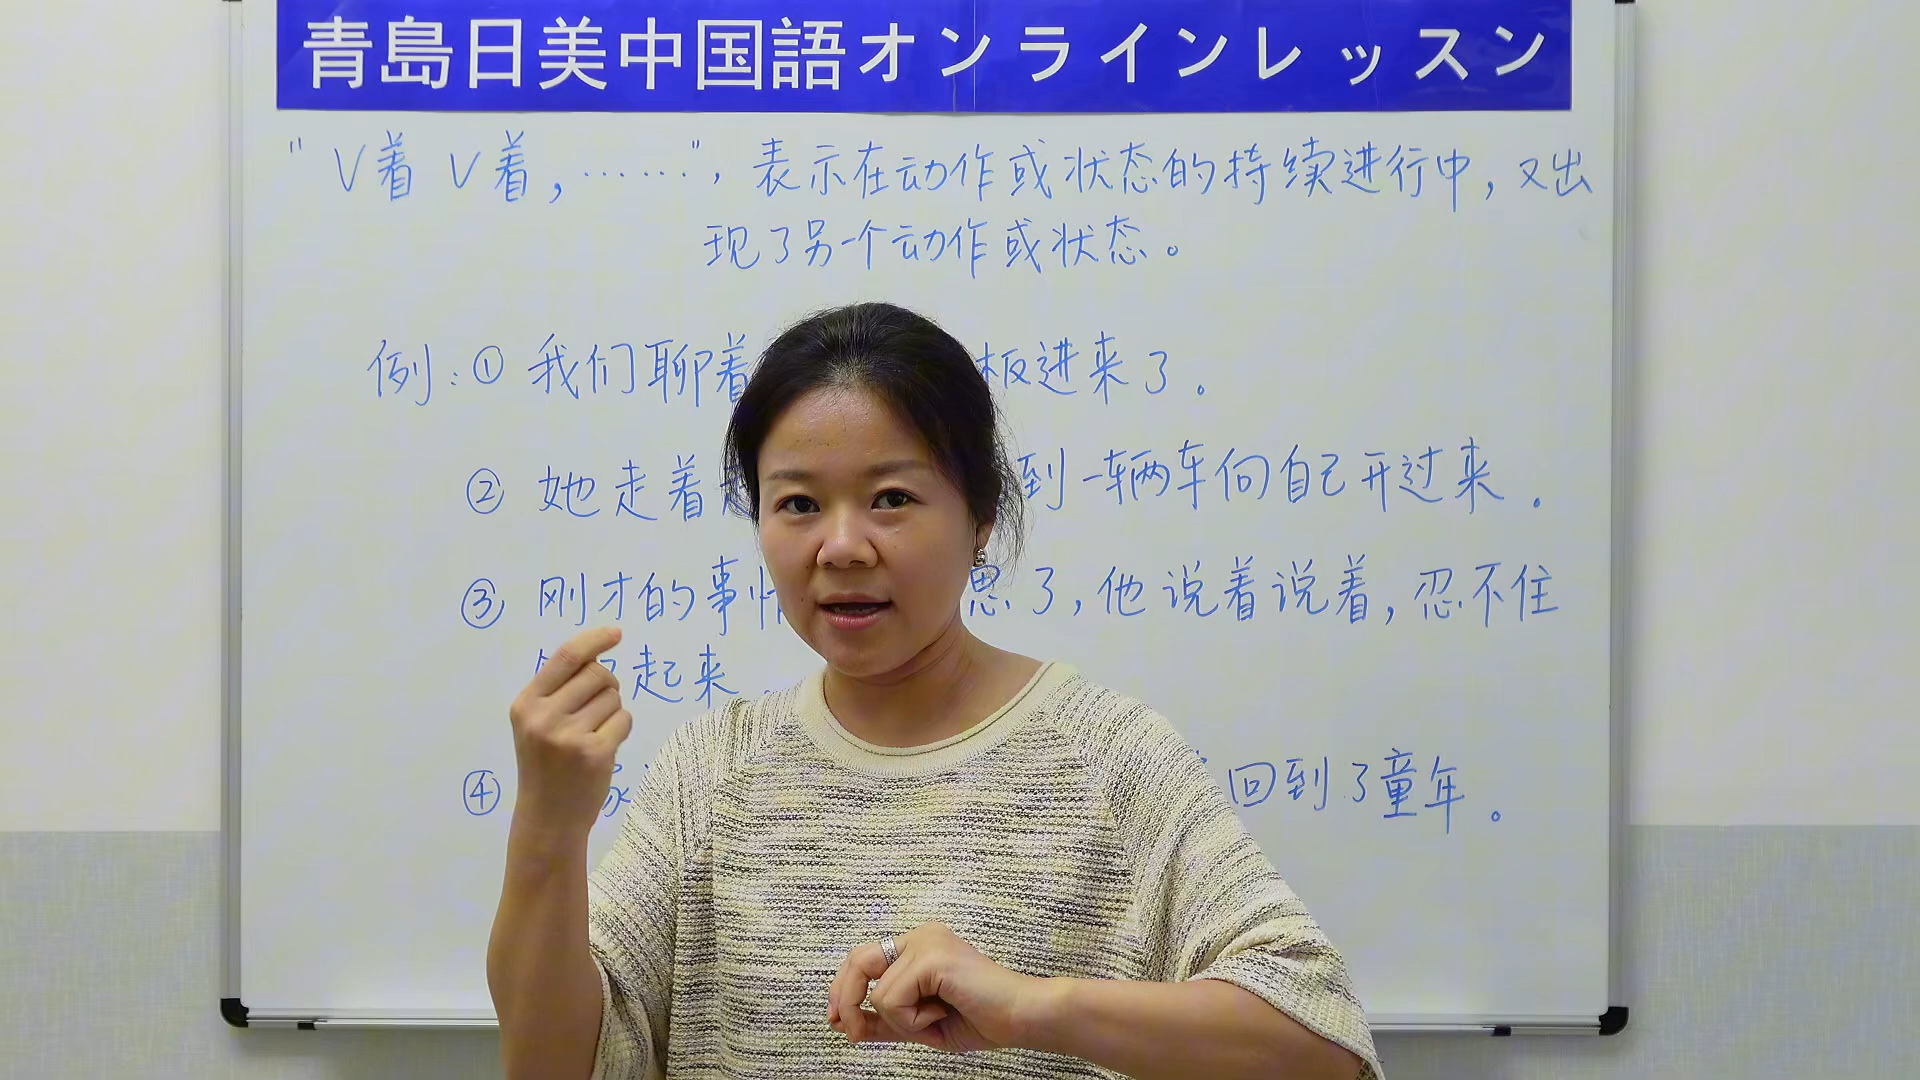 青島日美中国語オンラインレッスン
"V着V着,……",表示在动作或状态的持续进行中,又出
现了另一个动作或状态。
例:① 我们聊着 板进来了。
② 她走着 到一辆车向自己开过来.
③ 刚才的事 思了,他说着说着,忍不住
起来.
④ 回到了童年。